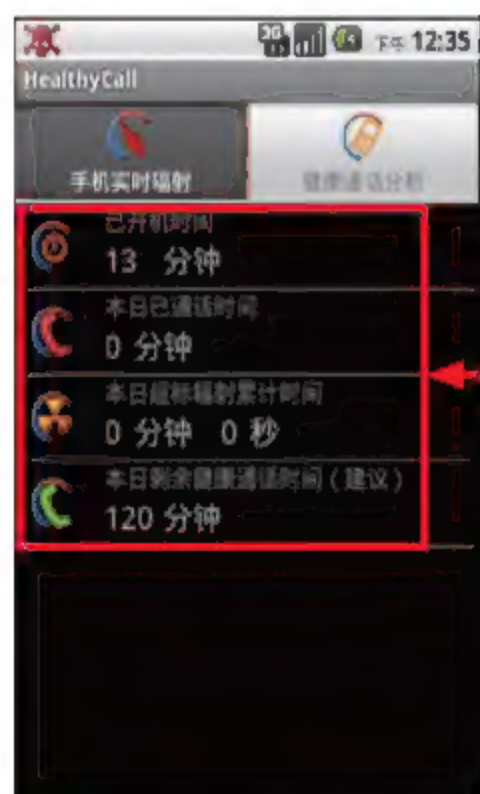 3G 下午 12:35
HealthyCall
手机实时辐射
健康通话分析
已开机时间
13 分钟
本日已通话时间
0 分钟
本日超标辐射累计时间
0 分钟 0 秒
本日剩余健康通话时间（建议）
120 分钟